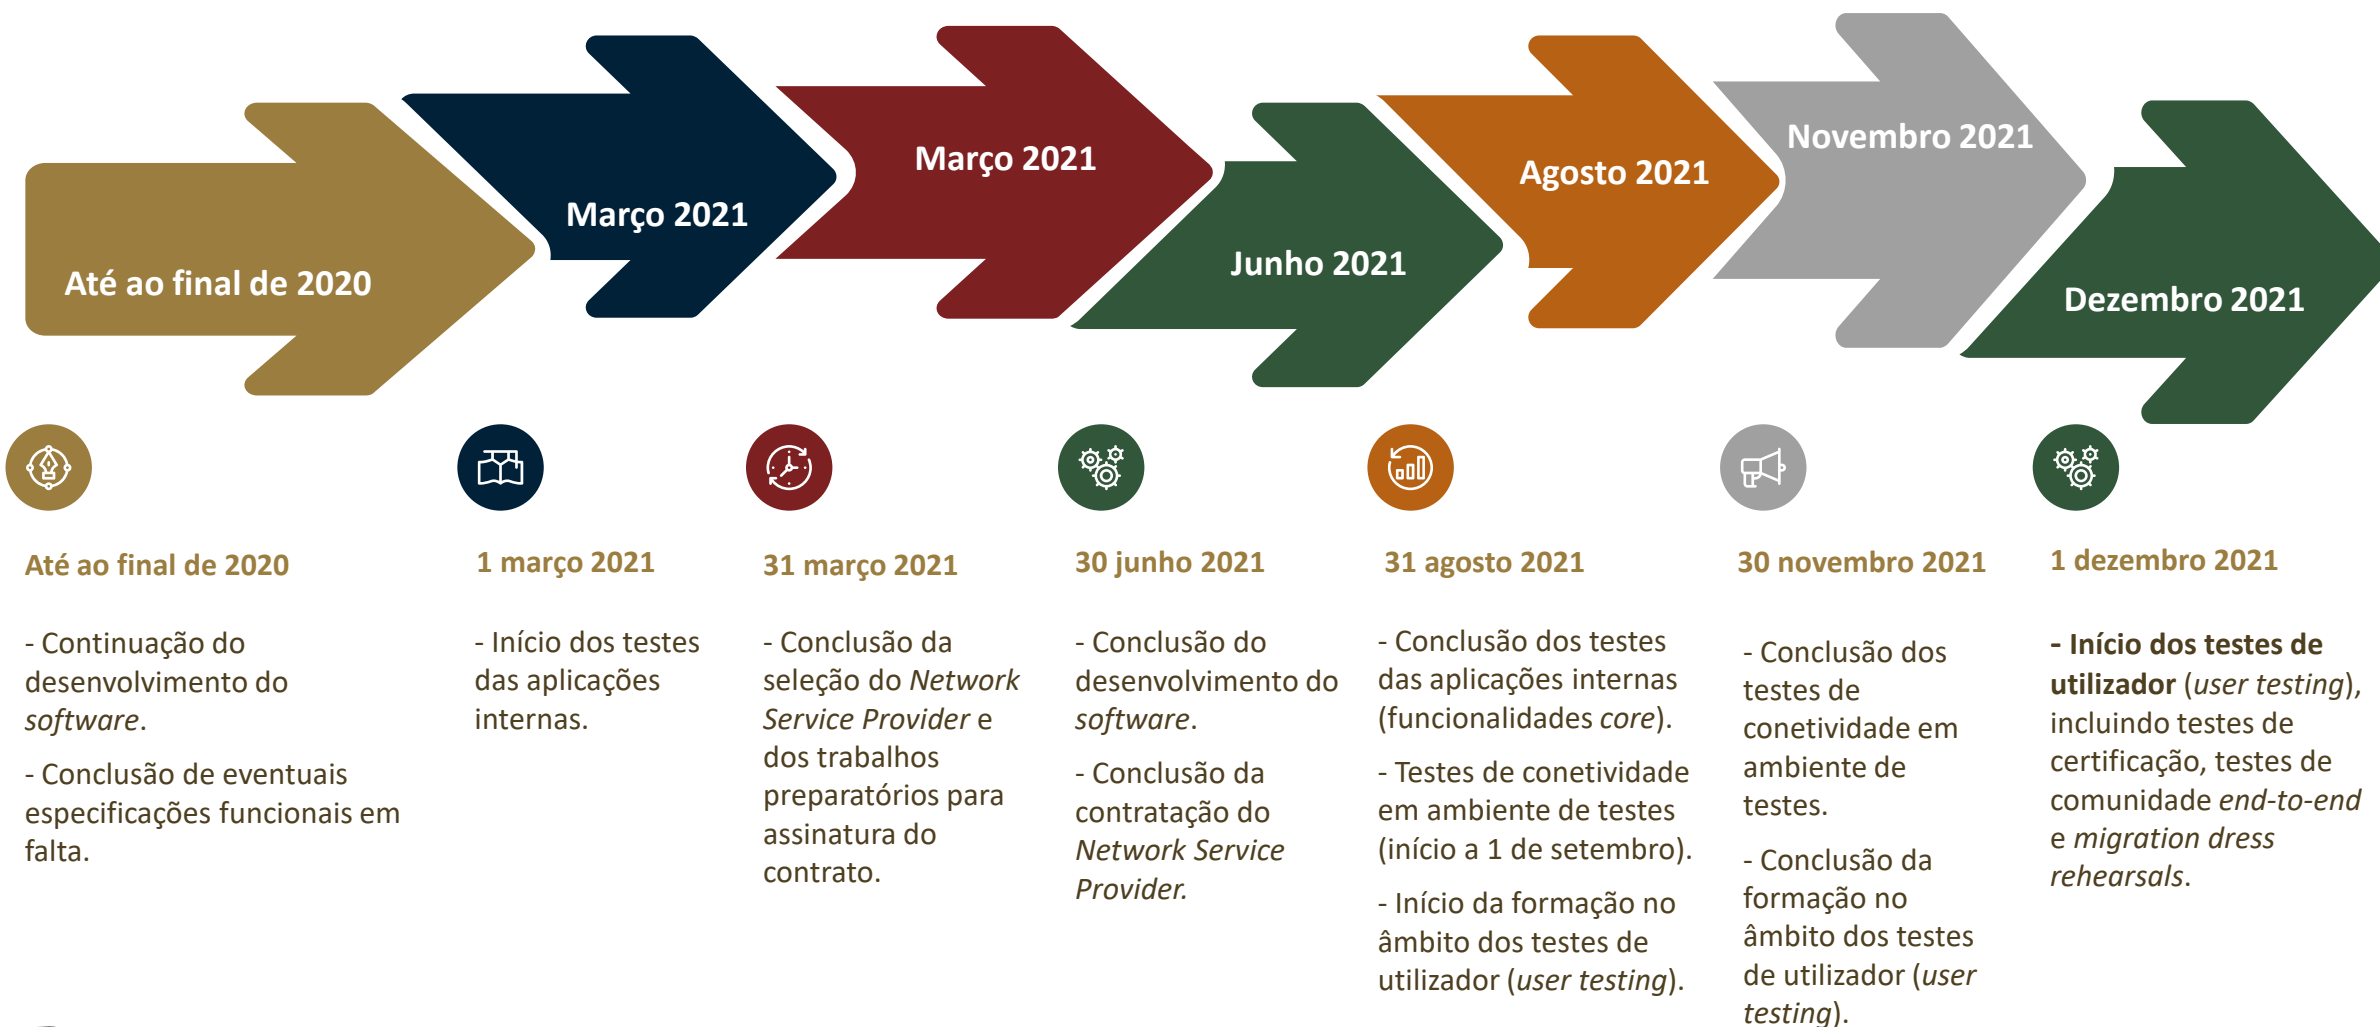 Até ao final de 2020
Março 2021
Março 2021
Junho 2021
Agosto 2021
Novembro 2021
Dezembro 2021
Até ao final de 2020
- Continuação do
desenvolvimento do
software.
- Conclusão de eventuais
especificações funcionais em
falta.
1 março 2021
- Início dos testes
das aplicações
internas.
31 março 2021
- Conclusão da
seleção do Network
Service Provider e
dos trabalhos
preparatórios para
assinatura do
contrato.
30 junho 2021
- Conclusão do
desenvolvimento do
software.
- Conclusão da
contratação do
Network Service
Provider.
31 agosto 2021
- Conclusão dos testes
das aplicações internas
(funcionalidades core).
- Testes de conetividade
em ambiente de testes
(início a 1 de setembro).
- Início da formação no
âmbito dos testes de
utilizador (user testing).
30 novembro 2021
- Conclusão dos
testes de
conetividade em
ambiente de
testes.
- Conclusão da
formação no
âmbito dos testes
de utilizador (user
testing).
1 dezembro 2021
- Início dos testes de
utilizador (user testing),
incluindo testes de
certificação, testes de
comunidade end-to-end
e migration dress
rehearsals.